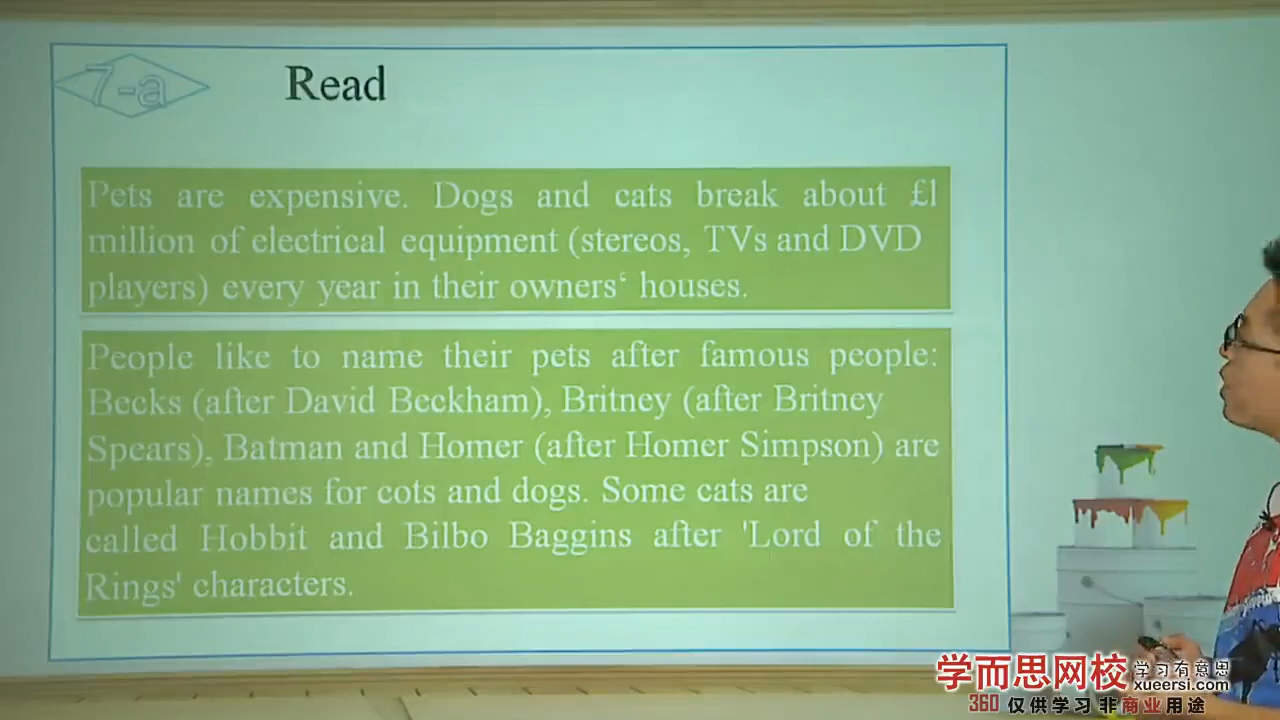 7-a
Read
Pets are expensive. Dogs and cats break about £1
million of electrical equipment (stereos, TVs and DVD
players) every year in their owners‘ houses.
People like to name their pets after famous people:
Becks (after David Beckham), Britney (after Britney
Spears), Batman and Homer (after Homer Simpson) are
popular names for cots and dogs. Some cats are
called Hobbit and Bilbo Baggins after 'Lord of the
Rings' characters.
学而思网校 学习有意思
xueersi.com
360 仅供学习 非商业用途